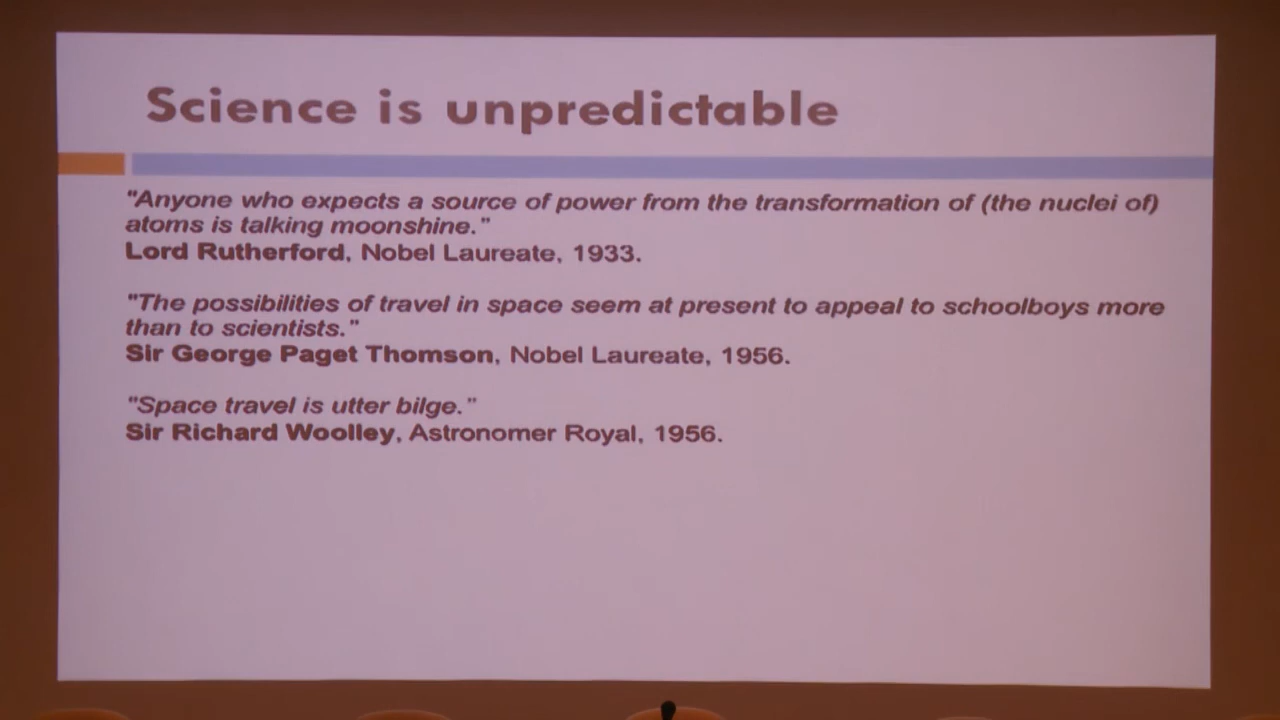 Science is unpredictable
"Anyone who expects a source of power from the transformation of (the nuclei of)
atoms is talking moonshine."
Lord Rutherford, Nobel Laureate, 1933.
"The possibilities of travel in space seem at present to appeal to schoolboys more
than to scientists."
Sir George Paget Thomson, Nobel Laureate, 1956.
"Space travel is utter bilge."
Sir Richard Woolley, Astronomer Royal, 1956.